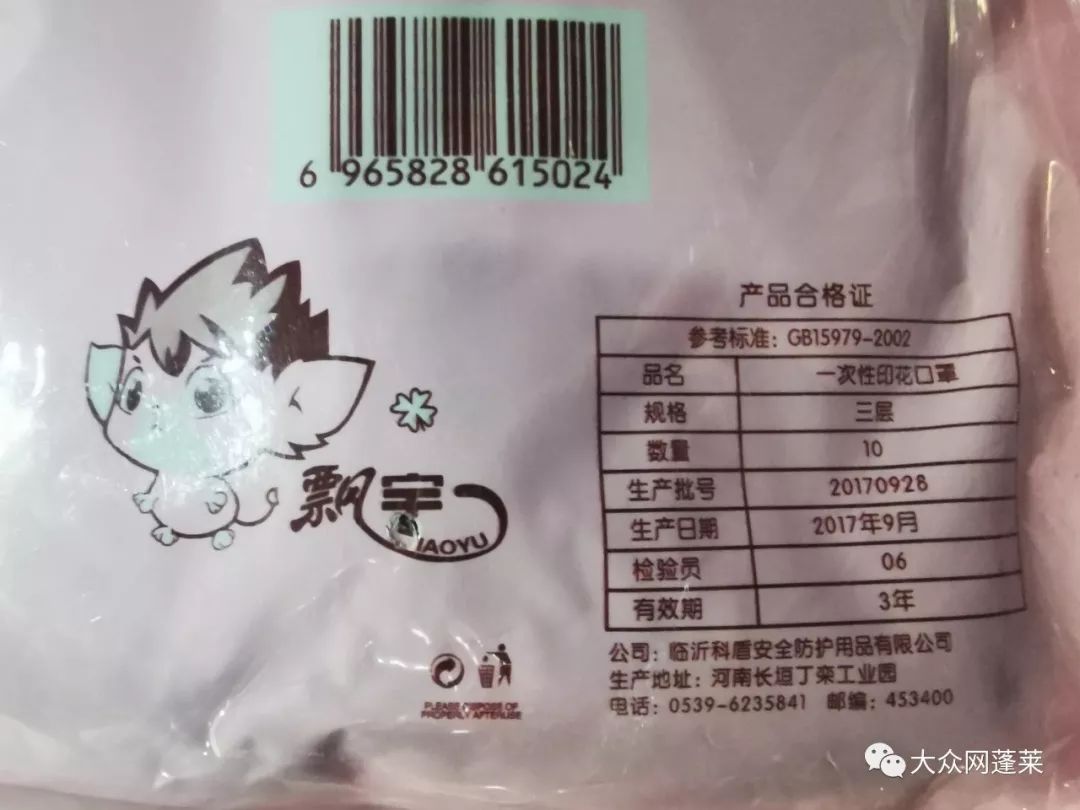 6 965828 615024
产品合格证
参考标准：GB15979-2002
品名 一次性印花口罩
规格 三层
数量 10
生产批号 20170928
生产日期 2017年9月
检验员 06
有效期 3年
飘宇
IAOYU
公司：临沂科盾安全防护用品有限公司
生产地址：河南长垣丁栾工业园
电话：0539-6235841 邮编：453400
PLEASE DISPOSE OF
PROPERLY AFTERUSE
大众网蓬莱